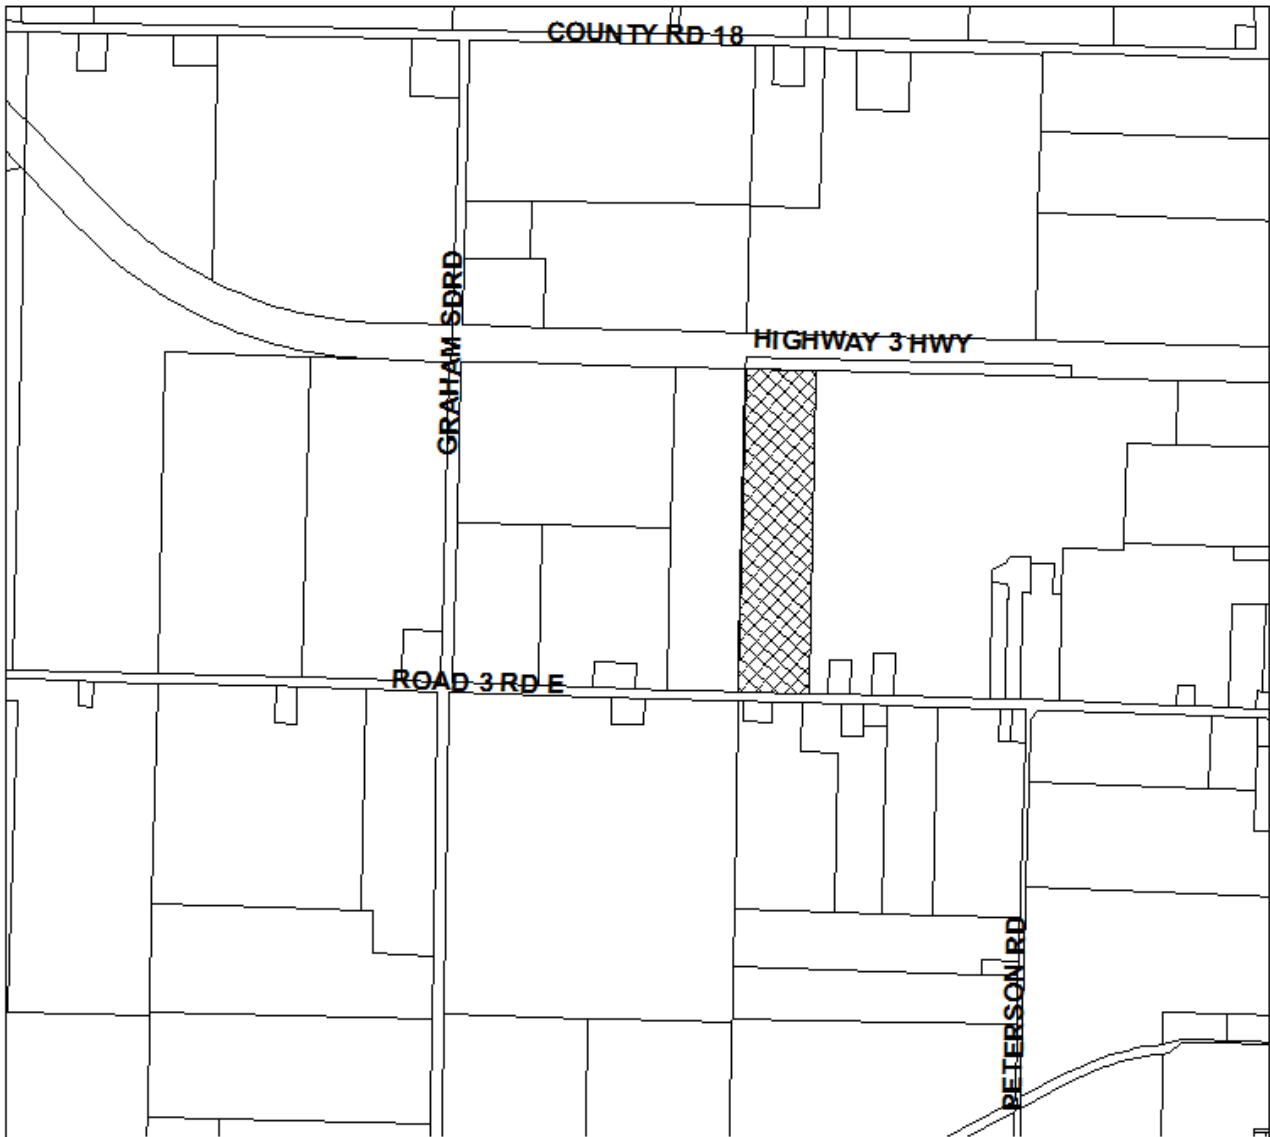 COUNTY RD 18
GRAHAM SDRD
HIGHWAY 3 HWY
ROAD 3 RD E
PETERSON RD